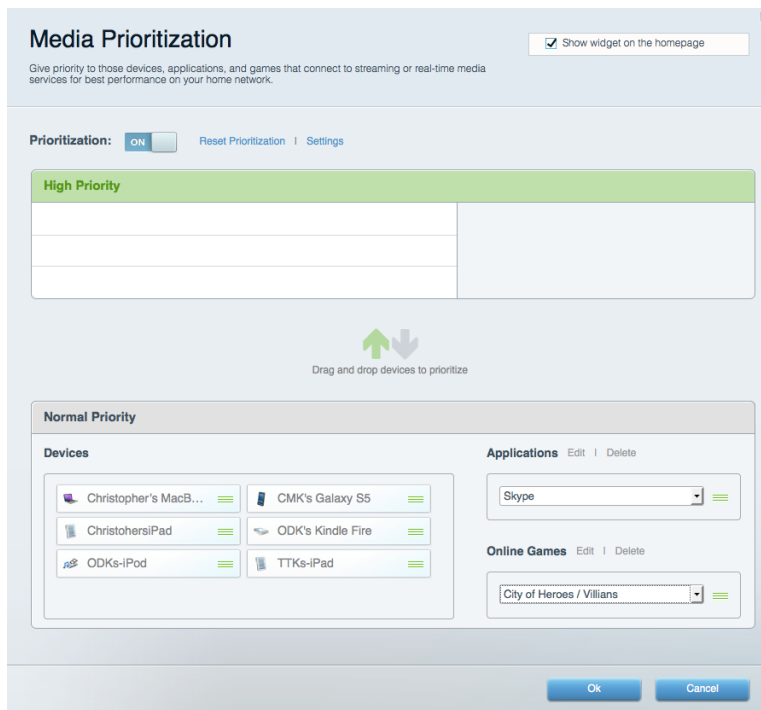 Media Prioritization
Show widget on the homepage
Give priority to those devices, applications, and games that connect to streaming or real-time media
services for best performance on your home network.
Prioritization: ON Reset Prioritization | Settings
High Priority
Drag and drop devices to prioritize
Normal Priority
Devices
Christopher's MacB...
CMK's Galaxy S5
ChristohersiPad
ODK's Kindle Fire
ODKs-iPod
TTKs-iPad
Applications Edit | Delete
Skype
Online Games Edit | Delete
City of Heroes / Villians
Ok
Cancel